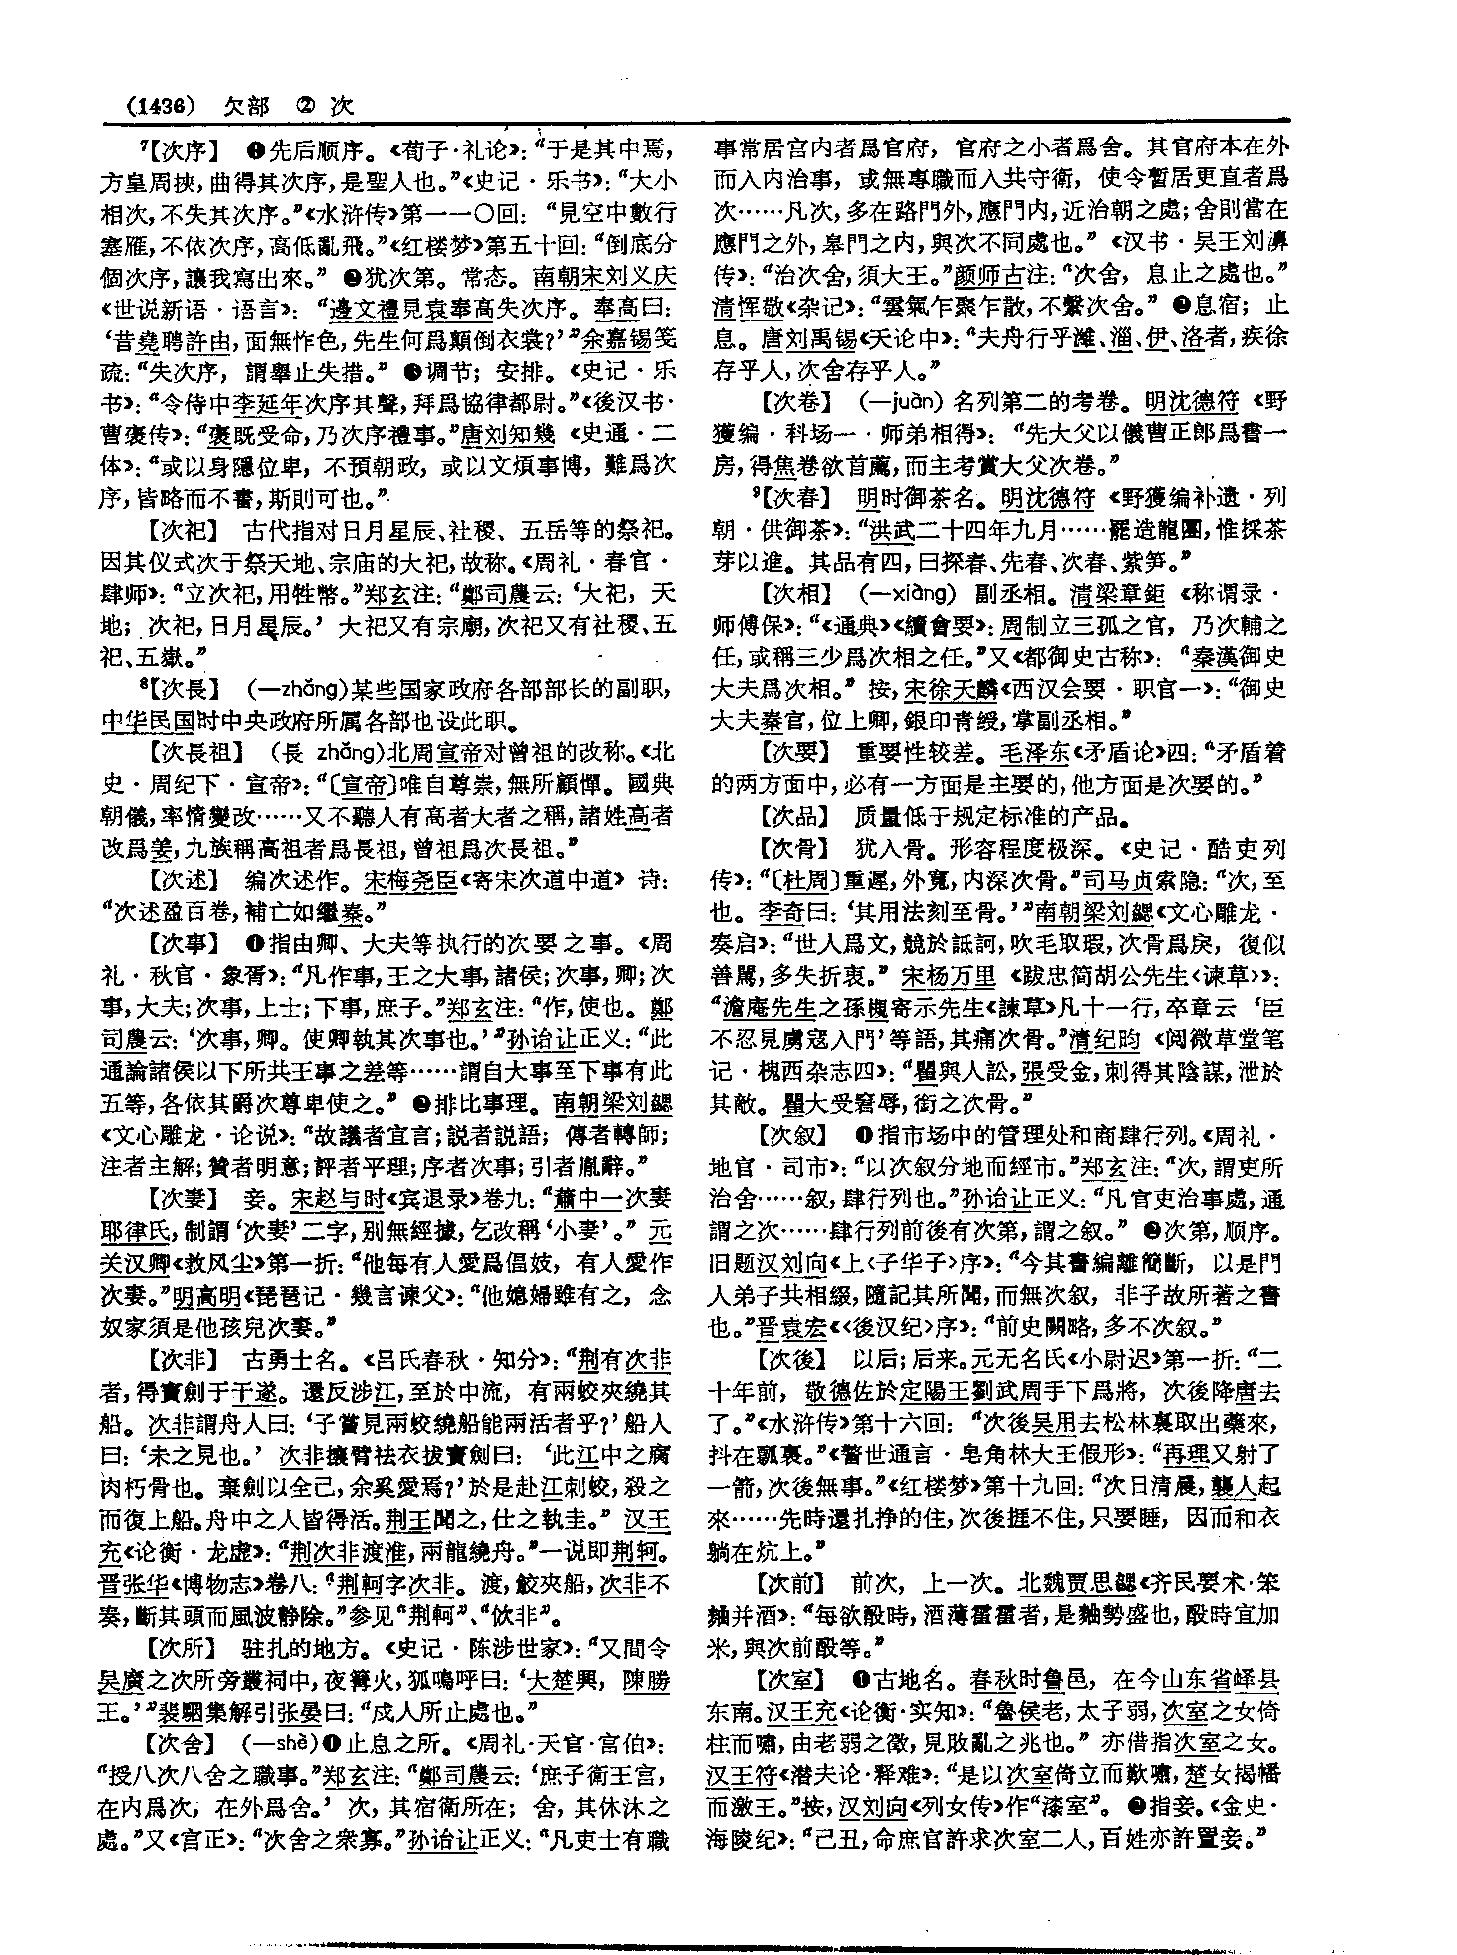 (1436) 欠部 ② 次
⁷【次序】 ❶先后顺序。《荀子·礼论》：“于是其中焉，
方皇周挾，曲得其次序，是聖人也。”《史记·乐书》：“大小
相次，不失其次序。”《水浒传》第一一〇回：“見空中數行
塞雁，不依次序，高低亂飛。”《红楼梦》第五十回：“倒底分
個次序，讓我寫出來。” ❷犹次第。常态。南朝宋刘义庆
《世说新语·语言》：“邊文禮見袁奉高失次序。奉高曰：
‘昔堯聘許由，面無怍色，先生何爲顛倒衣裳？’”余嘉锡笺
疏：“失次序，謂舉止失措。” ❸调节；安排。《史记·乐
书》：“令侍中李延年次序其聲，拜爲協律都尉。”《後汉书·
曹褒传》：“褒既受命，乃次序禮事。”唐刘知幾《史通·二
体》：“或以身隱位卑，不預朝政，或以文煩事博，難爲次
序，皆略而不書，斯則可也。”
【次祀】 古代指对日月星辰、社稷、五岳等的祭祀。
因其仪式次于祭天地、宗庙的大祀，故称。《周礼·春官·
肆师》：“立次祀，用牲幣。”郑玄注：“鄭司農云：‘大祀，天
地；次祀，日月星辰。’大祀又有宗廟，次祀又有社稷、五
祀、五嶽。”
⁸【次長】 （—zhǎng）某些国家政府各部部长的副职，
中华民国时中央政府所属各部也设此职。
【次長祖】 （長 zhǎng）北周宣帝对曾祖的改称。《北
史·周纪下·宣帝》：“〔宣帝〕唯自尊崇，無所顧憚。國典
朝儀，率情變改……又不聽人有高者大者之稱，諸姓高者
改爲姜，九族稱高祖者爲長祖，曾祖爲次長祖。”
【次述】 编次述作。宋梅尧臣《寄宋次道中道》诗：
“次述盈百卷，補亡如繼秦。”
【次事】 ❶指由卿、大夫等执行的次要之事。《周
礼·秋官·象胥》：“凡作事，王之大事，諸侯；次事，卿；次
事，大夫；次事，上士；下事，庶子。”郑玄注：“作，使也。鄭
司農云：‘次事，卿。使卿執其次事也。’”孙诒让正义：“此
通論諸侯以下所共王事之差等……謂自大事至下事有此
五等，各依其爵次尊卑使之。” ❷排比事理。南朝梁刘勰
《文心雕龙·论说》：“故議者宜言；説者説語；傳者轉師；
注者主解；贊者明意；評者平理；序者次事；引者胤辭。”
【次妻】 妾。宋赵与时《宾退录》卷九：“蕭中一次妻
耶律氏，制謂‘次妻’二字，别無經據，乞改稱‘小妻’。”元
关汉卿《救风尘》第一折：“他每有人愛爲倡妓，有人愛作
次妻。”明高明《琵琶记·幾言谏父》：“他媳婦雖有之，念
奴家須是他孩兒次妻。”
【次非】 古勇士名。《吕氏春秋·知分》：“荆有次非
者，得寶劍于干遂。還反涉江，至於中流，有兩蛟夾繞其
船。次非謂舟人曰：‘子嘗見兩蛟繞船能兩活者乎？’船人
曰：‘未之見也。’次非攘臂袪衣拔寶劍曰：‘此江中之腐
肉朽骨也。棄劍以全己，余奚愛焉？’於是赴江刺蛟，殺之
而復上船。舟中之人皆得活。荆王聞之，仕之執圭。”汉王
充《论衡·龙虚》：“荆次非渡淮，兩龍繞舟。”一说即荆轲。
晋张华《博物志》卷八：“荆軻字次非。渡，鮫夾船，次非不
奏，斷其頭而風波静除。”参见“荆軻”、“佽非”。
【次所】 驻扎的地方。《史记·陈涉世家》：“又間令
吴廣之次所旁叢祠中，夜篝火，狐鳴呼曰：‘大楚興，陳勝
王。’”裴駰集解引张晏曰：“戍人所止處也。”
【次舍】 （—shè）❶止息之所。《周礼·天官·宫伯》：
“授八次八舍之職事。”郑玄注：“鄭司農云：‘庶子衛王宫，
在内爲次，在外爲舍。’次，其宿衛所在；舍，其休沐之
處。”又《宫正》：“次舍之衆寡。”孙诒让正义：“凡吏士有職
事常居宫内者爲官府，官府之小者爲舍。其官府本在外
而入内治事，或無專職而入共守衛，使令暫居更直者爲
次……凡次，多在路門外，應門内，近治朝之處；舍則當在
應門之外，皋門之内，與次不同處也。”《汉书·吴王刘濞
传》：“治次舍，須大王。”颜师古注：“次舍，息止之處也。”
清恽敬《杂记》：“雲氣乍聚乍散，不繫次舍。” ❷息宿；止
息。唐刘禹锡《天论中》：“夫舟行乎濰、淄、伊、洛者，疾徐
存乎人，次舍存乎人。”
【次卷】 （—juàn）名列第二的考卷。明沈德符《野
獲编·科场一·师弟相得》：“先大父以儀曹正郎爲書一
房，得焦卷欲首薦，而主考賞大父次卷。”
⁹【次春】 明时御茶名。明沈德符《野獲编补遗·列
朝·供御茶》：“洪武二十四年九月……罷造龍團，惟採茶
芽以進。其品有四，曰探春、先春、次春、紫笋。”
【次相】 （—xiàng）副丞相。清梁章鉅《称谓录·
师傅保》：“《通典》《續會要》：周制立三孤之官，乃次輔之
任，或稱三少爲次相之任。”又《都御史古称》：“秦漢御史
大夫爲次相。”按，宋徐天麟《西汉会要·职官一》：“御史
大夫秦官，位上卿，銀印青綬，掌副丞相。”
【次要】 重要性较差。毛泽东《矛盾论》四：“矛盾着
的两方面中，必有一方面是主要的，他方面是次要的。”
【次品】 质量低于规定标准的产品。
【次骨】 犹入骨。形容程度极深。《史记·酷吏列
传》：“〔杜周〕重遲，外寬，内深次骨。”司马贞索隐：“次，至
也。李奇曰：‘其用法刻至骨。’”南朝梁刘勰《文心雕龙·
奏启》：“世人爲文，競於詆訶，吹毛取瑕，次骨爲戾，復似
善駡，多失折衷。”宋杨万里《跋忠简胡公先生〈谏草〉》：
“澹庵先生之孫槻寄示先生《諫草》凡十一行，卒章云‘臣
不忍見虜寇入門’等語，其痛次骨。”清纪昀《阅微草堂笔
记·槐西杂志四》：“瞿與人訟，張受金，刺得其陰謀，泄於
其敵。瞿大受窘辱，銜之次骨。”
【次叙】 ❶指市场中的管理处和商肆行列。《周礼·
地官·司市》：“以次叙分地而經市。”郑玄注：“次，謂吏所
治舍……叙，肆行列也。”孙诒让正义：“凡官吏治事處，通
謂之次……肆行列前後有次第，謂之叙。” ❷次第，顺序。
旧题汉刘向《上〈子华子〉序》：“今其書編離簡斷，以是門
人弟子共相綴，隨記其所聞，而無次叙，非子故所著之書
也。”晋袁宏《〈後汉纪〉序》：“前史闕略，多不次叙。”
【次後】 以后；后来。元无名氏《小尉迟》第一折：“二
十年前，敬德佐於定陽王劉武周手下爲將，次後降唐去
了。”《水浒传》第十六回：“次後吴用去松林裏取出藥來，
抖在瓢裏。”《警世通言·皂角林大王假形》：“再理又射了
一箭，次後無事。”《红楼梦》第十九回：“次日清晨，襲人起
來……先時還扎挣的住，次後捱不住，只要睡，因而和衣
躺在炕上。”
【次前】 前次，上一次。北魏贾思勰《齐民要术·笨
麯并酒》：“每欲酘時，酒薄霍霍者，是麯勢盛也，酘時宜加
米，與次前酘等。”
【次室】 ❶古地名。春秋时鲁邑，在今山东省峄县
东南。汉王充《论衡·实知》：“魯侯老，太子弱，次室之女倚
柱而嘯，由老弱之徵，見敗亂之兆也。”亦借指次室之女。
汉王符《潜夫论·释难》：“是以次室倚立而歎嘯，楚女揭幡
而激王。”按，汉刘向《列女传》作“漆室”。 ❷指妾。《金史·
海陵纪》：“己丑，命庶官許求次室二人，百姓亦許置妾。”